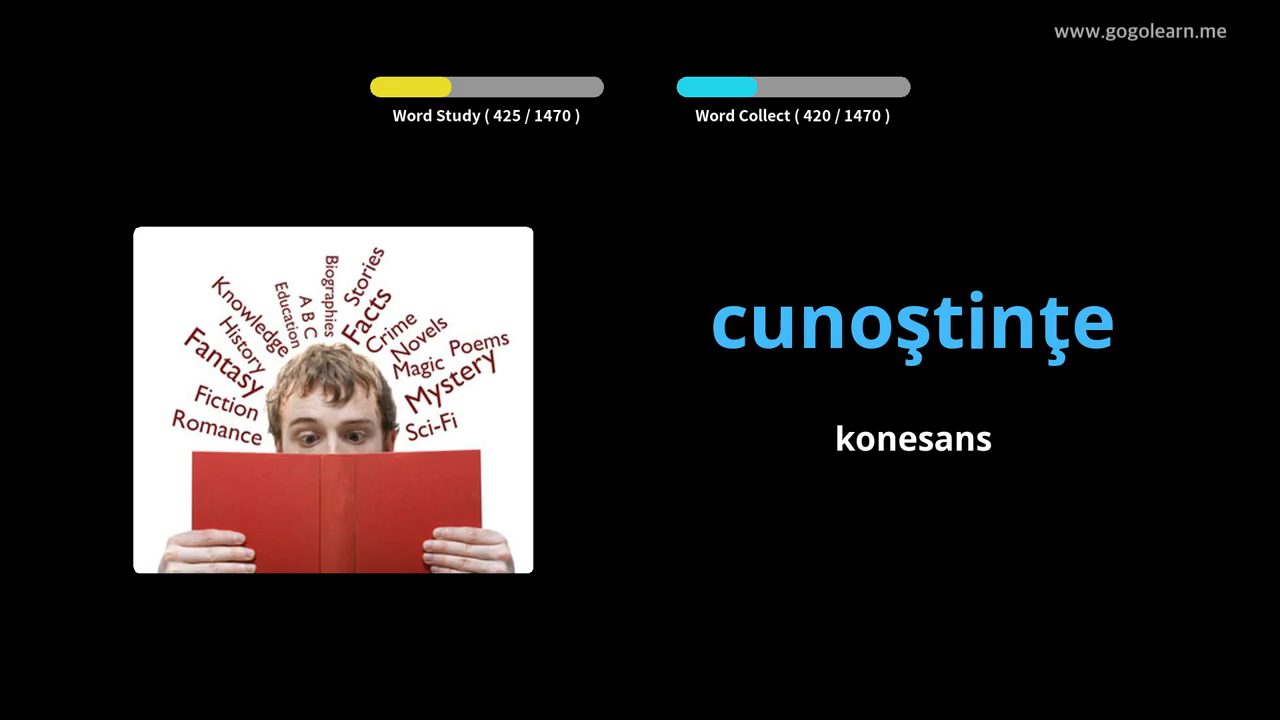 www.gogolearn.me
Word Study ( 425 / 1470 )
Word Collect ( 420 / 1470 )
Knowledge
History
Fantasy
Fiction
Romance
Education
A B C
Biographies
Stories
Facts
Crime
Novels
Magic
Poems
Mystery
Sci-Fi
cunoştinţe
konesans